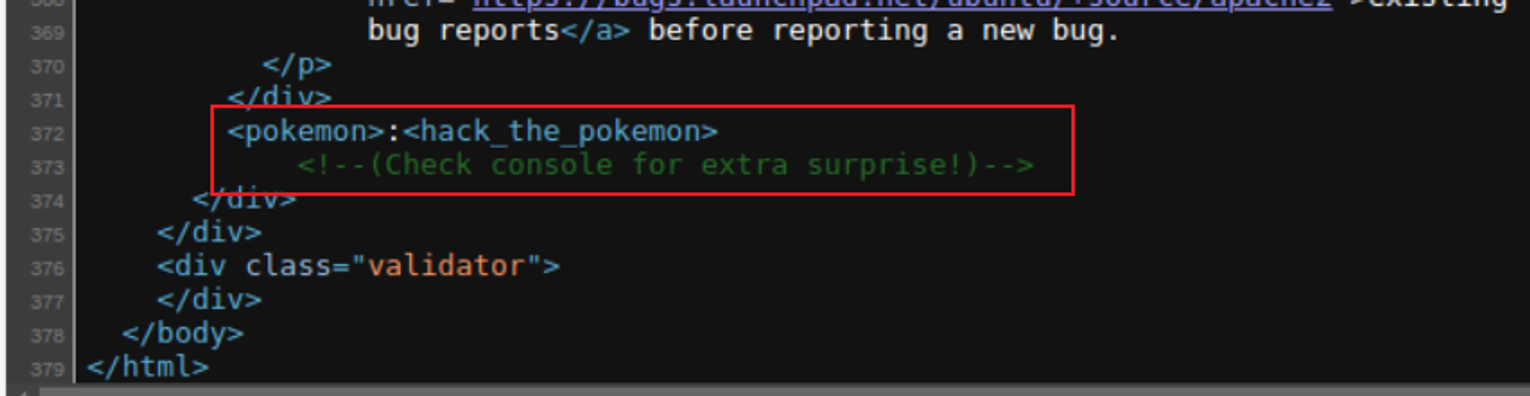 368 href="https://bugs.launchpad.net/ubuntu/+source/apache2">existing
369 bug reports</a> before reporting a new bug.
370 </p>
371 </div>
372 <pokemon>:<hack_the_pokemon>
373 <!--(Check console for extra surprise!)-->
374 </div>
375 </div>
376 <div class="validator">
377 </div>
378 </body>
379 </html>